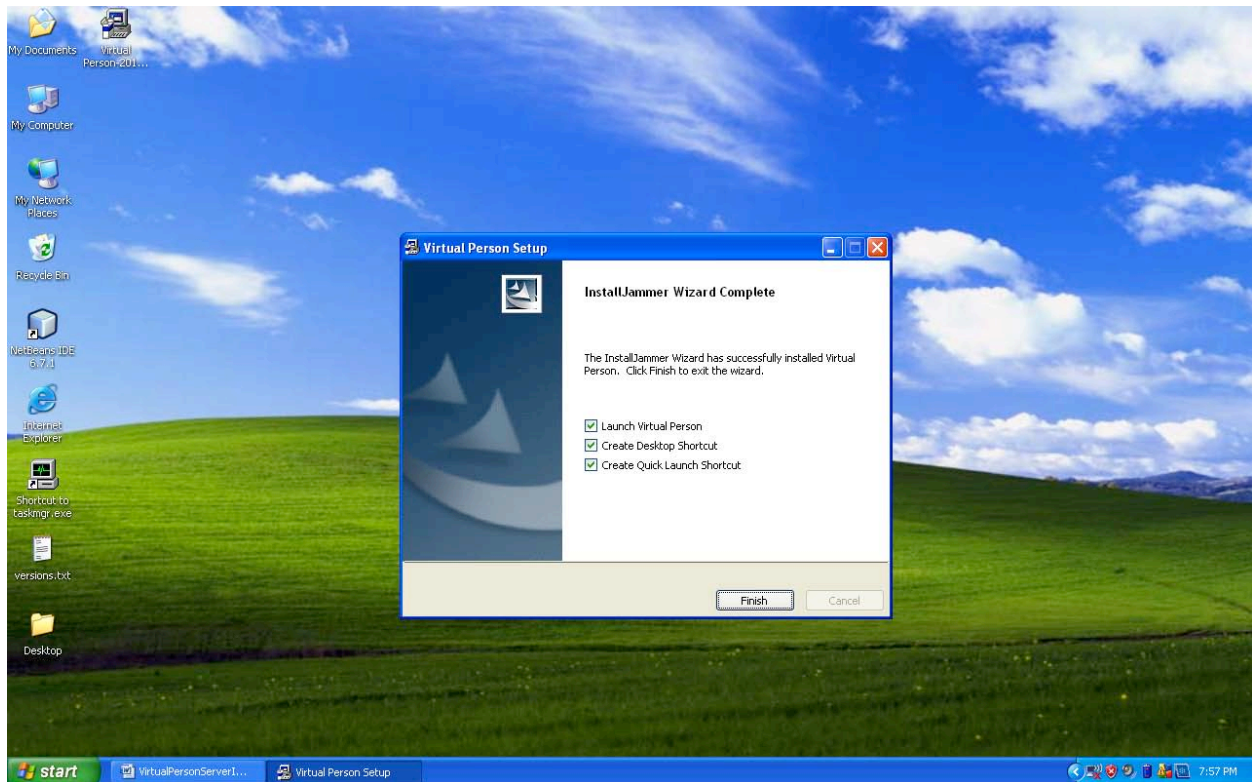 My Documents
Virtual
Person-201...
My Computer
My Network
Places
Recycle Bin
NetBeans IDE
6.7.1
Internet
Explorer
Shortcut to
taskmgr.exe
versions.txt
Desktop
Virtual Person Setup
InstallJammer Wizard Complete
The InstallJammer Wizard has successfully installed Virtual
Person. Click Finish to exit the wizard.
Launch Virtual Person
Create Desktop Shortcut
Create Quick Launch Shortcut
Finish
Cancel
start
VirtualPersonServerI...
Virtual Person Setup
7:57 PM